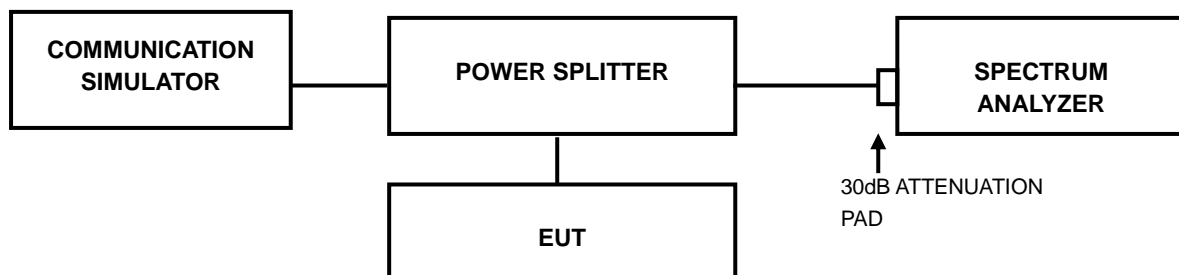 COMMUNICATION
SIMULATOR
POWER SPLITTER
SPECTRUM
ANALYZER
30dB ATTENUATION
PAD
EUT